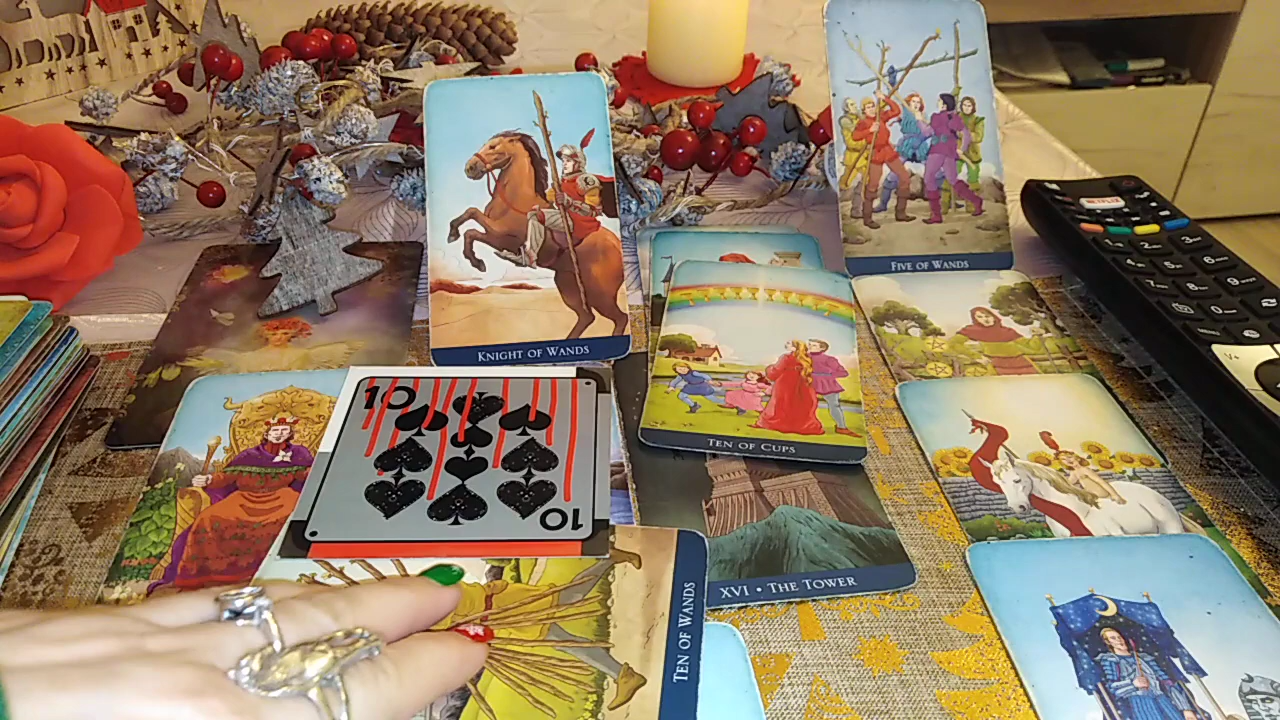 FIVE OF WANDS
NETFLIX
KNIGHT OF WANDS
10
TEN OF CUPS
10
XVI • THE TOWER
TEN OF WANDS